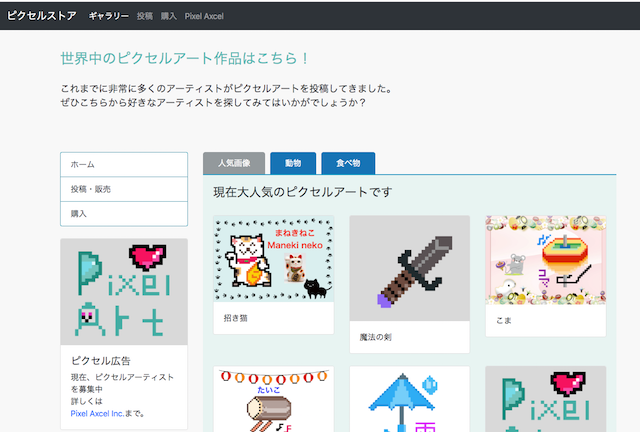 ピクセルストア ギャラリー 投稿 購入 Pixel Axcel
世界中のピクセルアート作品はこちら！
これまでに非常に多くのアーティストがピクセルアートを投稿してきました。
ぜひこちらから好きなアーティストを探してみてはいかがでしょうか？
ホーム
投稿・販売
購入
Pixel
Art
ピクセル広告
現在、ピクセルアーティスト
を募集中
詳しくは
Pixel Axcel Inc.まで。
人気画像 動物 食べ物
現在大人気のピクセルアートです
まねきねこ
Maneki neko
招き猫
魔法の剣
コマ
こま
たいこ
雨
Pixel
Art